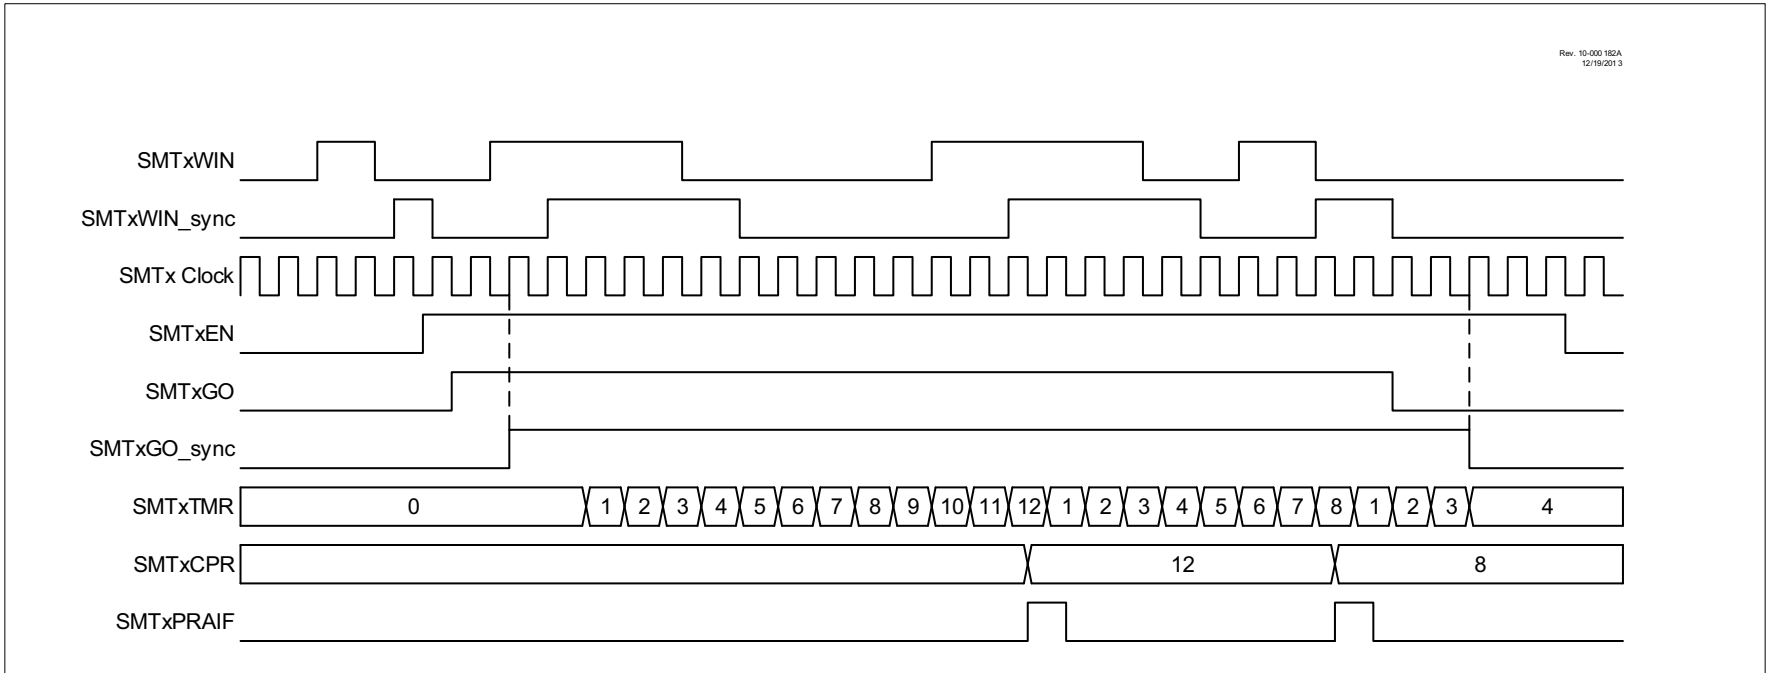 Rev. 10-000 182A
12/19/201 3
SMTxWIN
SMTxWIN_sync
SMTx Clock
SMTxEN
SMTxGO
SMTxGO_sync
SMTxTMR 0 1 2 3 4 5 6 7 8 9 10 11 12 1 2 3 4 5 6 7 8 1 2 3 4
SMTxCPR 12 8
SMTxPRAIF